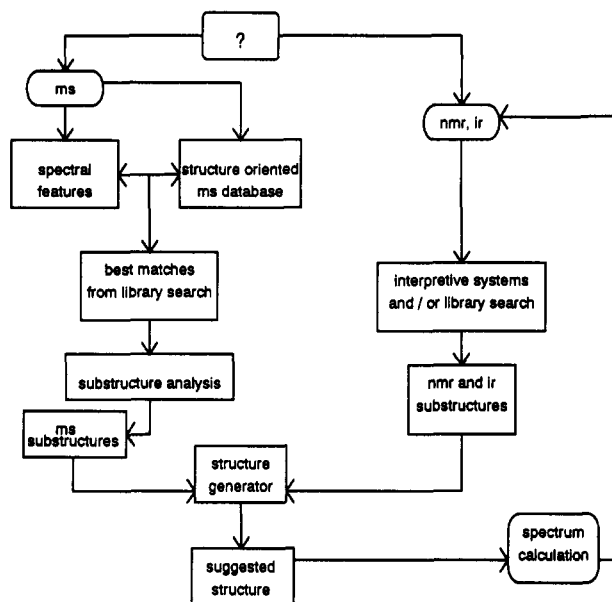 ?
ms
nmr, ir
spectral
features
structure oriented
ms database
best matches
from library search
interpretive systems
and / or library search
substructure analysis
nmr and ir
substructures
ms
substructures
structure
generator
suggested
structure
spectrum
calculation